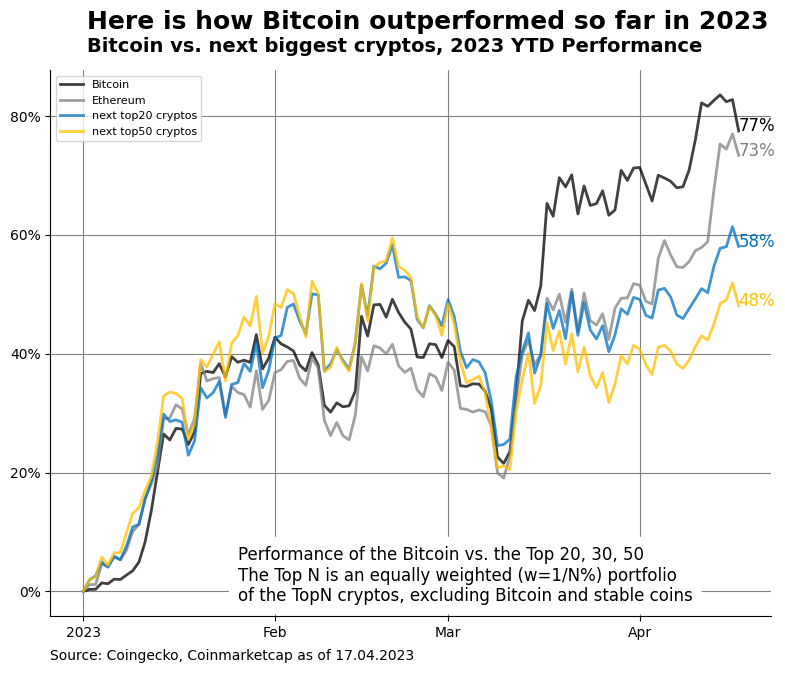 Here is how Bitcoin outperformed so far in 2023
Bitcoin vs. next biggest cryptos, 2023 YTD Performance
Bitcoin
Ethereum
next top20 cryptos
next top50 cryptos
80%
60%
40%
20%
0%
77%
73%
58%
48%
Performance of the Bitcoin vs. the Top 20, 30, 50
The Top N is an equally weighted (w=1/N%) portfolio
of the TopN cryptos, excluding Bitcoin and stable coins
2023 Feb Mar Apr
Source: Coingecko, Coinmarketcap as of 17.04.2023